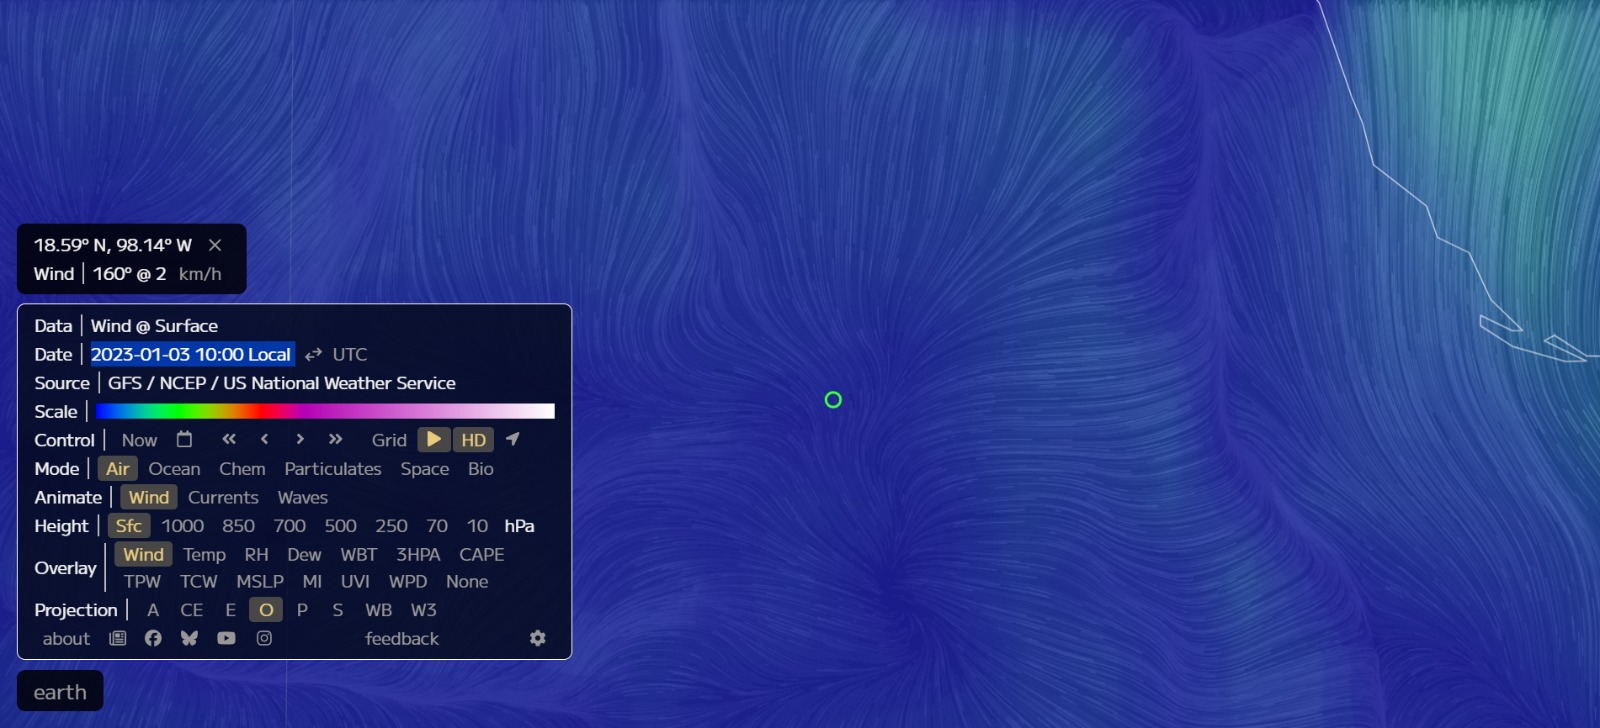 18.59° N, 98.14° W ×
Wind | 160° @ 2 km/h
Data | Wind @ Surface
Date | 2023-01-03 10:00 Local ⇄ UTC
Source | GFS / NCEP / US National Weather Service
Scale |
Control | Now « ‹ › » Grid HD
Mode | Air Ocean Chem Particulates Space Bio
Animate | Wind Currents Waves
Height | Sfc 1000 850 700 500 250 70 10 hPa
Overlay | Wind Temp RH Dew WBT 3HPA CAPE
TPW TCW MSLP MI UVI WPD None
Projection | A CE E O P S WB W3
about feedback
earth